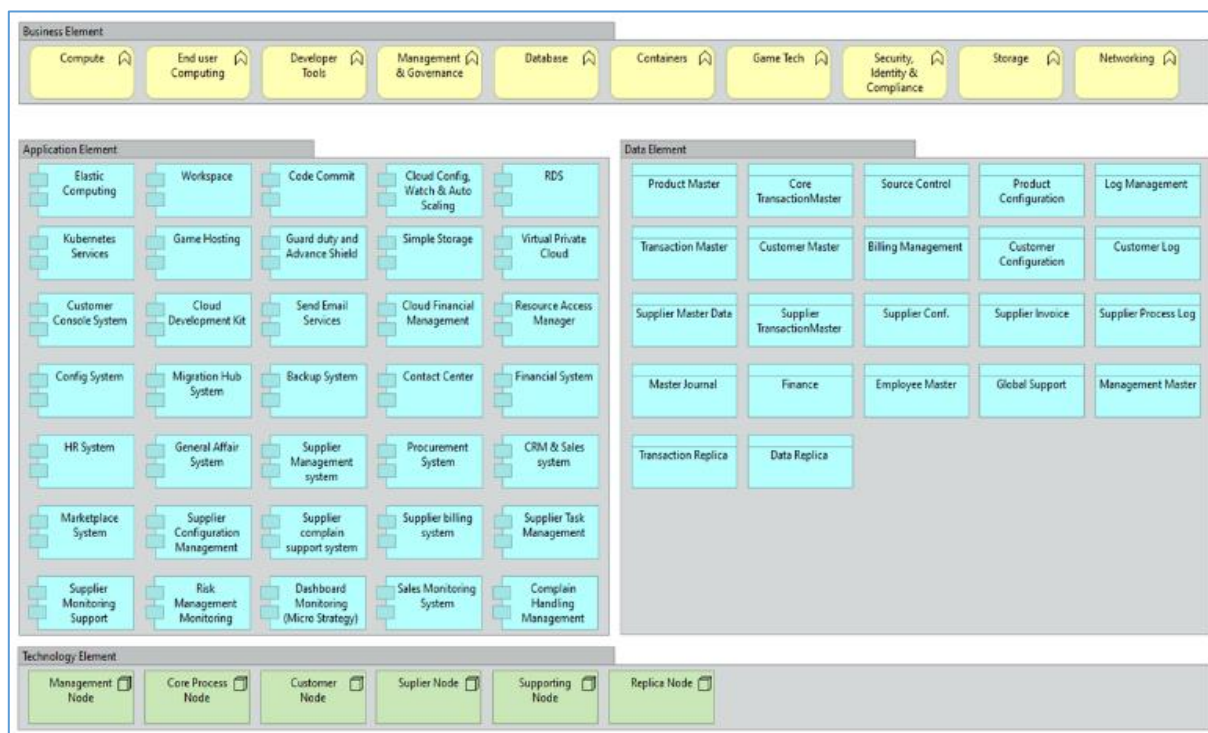 Business Element
Compute
End user
Computing
Developer
Tools
Management
& Governance
Database
Containers
Game Tech
Security,
Identity &
Compliance
Storage
Networking
Application Element
Elastic
Computing
Workspace
Code Commit
Cloud Config,
Watch & Auto
Scaling
RDS
Kubernetes
Services
Game Hosting
Guard duty and
Advance Shield
Simple Storage
Virtual Private
Cloud
Customer
Console System
Cloud
Development Kit
Send Email
Services
Cloud Financial
Management
Resource Access
Manager
Config System
Migration Hub
System
Backup System
Contact Center
Financial System
HR System
General Affair
System
Supplier
Management
system
Procurement
System
CRM & Sales
system
Marketplace
System
Supplier
Configuration
Management
Supplier
complain
support system
Supplier billing
system
Supplier Task
Management
Supplier
Monitoring
Support
Risk
Management
Monitoring
Dashboard
Monitoring
(Micro Strategy)
Sales Monitoring
System
Complain
Handling
Management
Data Element
Product Master
Core
TransactionMaster
Source Control
Product
Configuration
Log Management
Transaction Master
Customer Master
Billing Management
Customer
Configuration
Customer Log
Supplier Master Data
Supplier
TransactionMaster
Supplier Conf.
Supplier Invoice
Supplier Process Log
Master Journal
Finance
Employee Master
Global Support
Management Master
Transaction Replica
Data Replica
Technology Element
Management
Node
Core Process
Node
Customer
Node
Suplier Node
Supporting
Node
Replica Node